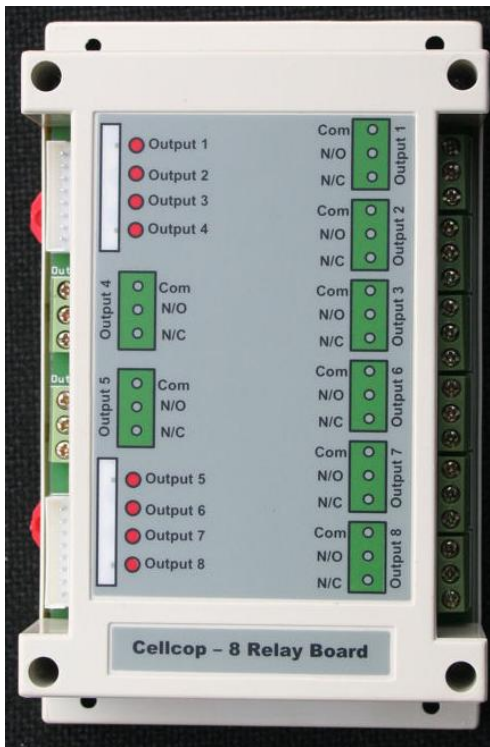 Output 1
Output 2
Output 3
Output 4
Com
N/O
N/C
Output 1
Com
N/O
N/C
Output 2
Output 4
Com
N/O
N/C
Com
N/O
N/C
Output 3
Output 5
Com
N/O
N/C
Com
N/O
N/C
Output 6
Output 5
Output 6
Output 7
Output 8
Com
N/O
N/C
Output 7
Com
N/O
N/C
Output 8
Cellcop – 8 Relay Board